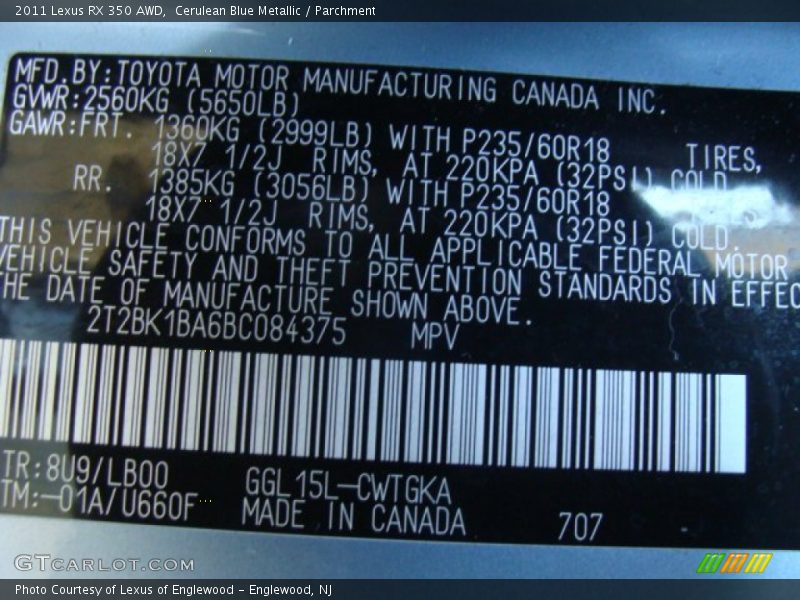 2011 Lexus RX 350 AWD, Cerulean Blue Metallic / Parchment
MFD.BY:TOYOTA MOTOR MANUFACTURING CANADA INC.
GVWR:2560KG (5650LB)
GAWR:FRT. 1360KG (2999LB) WITH P235/60R18 TIRES,
18X7 1/2J RIMS, AT 220KPA (32PSI) COLD
RR. 1385KG (3056LB) WITH P235/60R18
18X7 1/2J RIMS, AT 220KPA (32PSI) COLD.
THIS VEHICLE CONFORMS TO ALL APPLICABLE FEDERAL MOTOR
VEHICLE SAFETY AND THEFT PREVENTION STANDARDS IN EFFEC
THE DATE OF MANUFACTURE SHOWN ABOVE.
2T2BK1BA6BC084375 MPV
TR:8U9/LB00 GGL15L-CWTGKA
TM:-01A/U660F MADE IN CANADA 707
GTCARLOT.COM
Photo Courtesy of Lexus of Englewood - Englewood, NJ